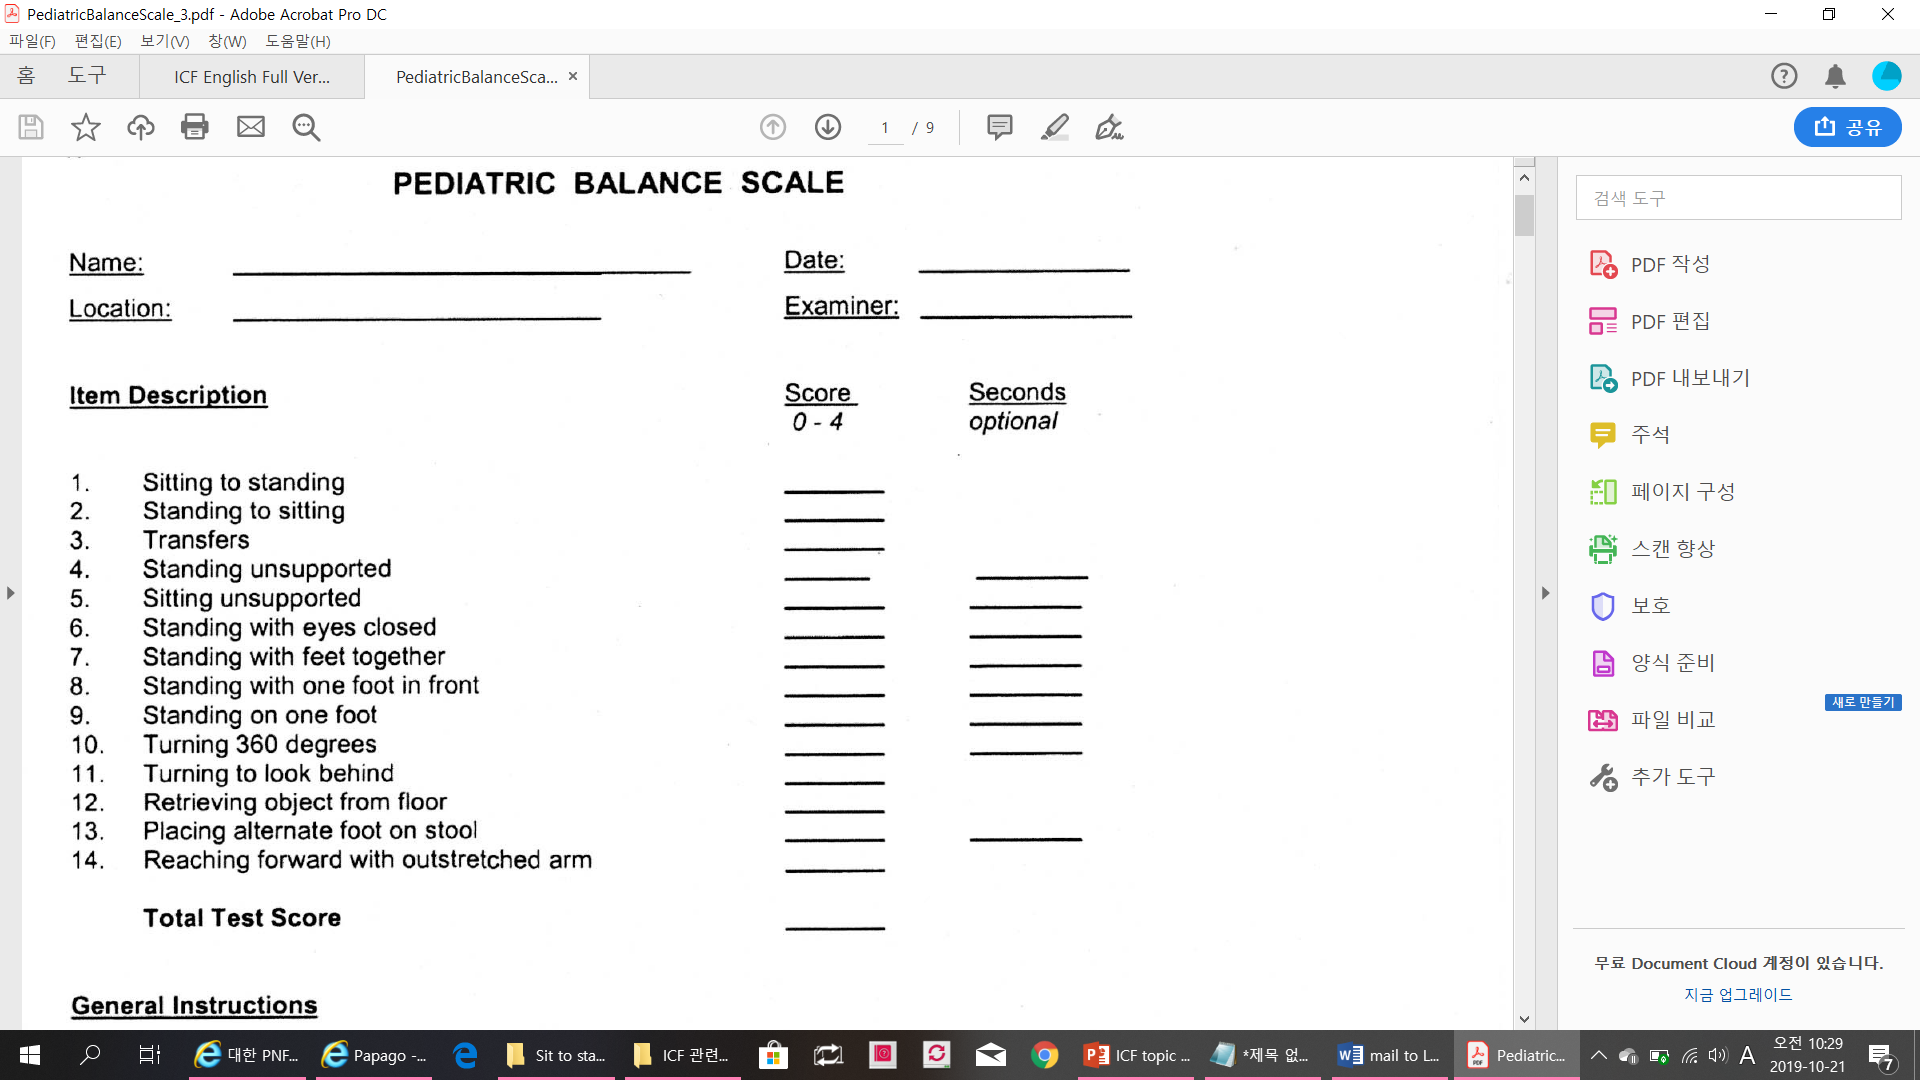 PediatricBalanceScale_3.pdf - Adobe Acrobat Pro DC
파일(F) 편집(E) 보기(V) 창(W) 도움말(H)
홈 도구 ICF English Full Ver... PediatricBalanceSca... ×
1 / 9
공유
PEDIATRIC BALANCE SCALE
Name: Date:
Location: Examiner:
Item Description Score Seconds
0 - 4 optional
1. Sitting to standing
2. Standing to sitting
3. Transfers
4. Standing unsupported
5. Sitting unsupported
6. Standing with eyes closed
7. Standing with feet together
8. Standing with one foot in front
9. Standing on one foot
10. Turning 360 degrees
11. Turning to look behind
12. Retrieving object from floor
13. Placing alternate foot on stool
14. Reaching forward with outstretched arm
Total Test Score
General Instructions
검색 도구
PDF 작성
PDF 편집
PDF 내보내기
주석
페이지 구성
스캔 향상
보호
양식 준비
새로 만들기
파일 비교
추가 도구
무료 Document Cloud 계정이 있습니다.
지금 업그레이드
대한 PNF... Papago -... Sit to sta... ICF 관련... ICF topic ... *제목 없... mail to L... Pediatric... A 오전 10:29
2019-10-21 7